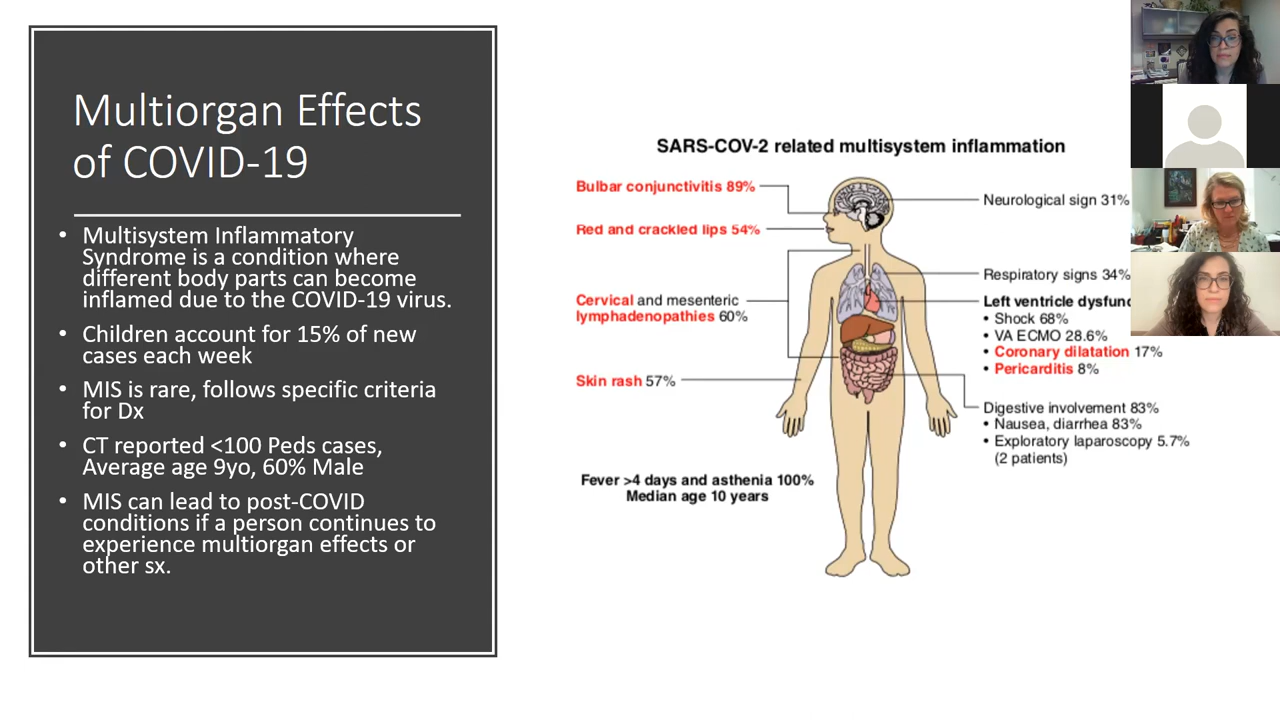 Multiorgan Effects
of COVID-19
• Multisystem Inflammatory
Syndrome is a condition where
different body parts can become
inflamed due to the COVID-19 virus.
• Children account for 15% of new
cases each week
• MIS is rare, follows specific criteria
for Dx
• CT reported <100 Peds cases,
Average age 9yo, 60% Male
• MIS can lead to post-COVID
conditions if a person continues to
experience multiorgan effects or
other sx.
SARS-COV-2 related multisystem inflammation
Bulbar conjunctivitis 89%
Red and crackled lips 54%
Cervical and mesenteric
lymphadenopathies 60%
Skin rash 57%
Fever >4 days and asthenia 100%
Median age 10 years
Neurological sign 31%
Respiratory signs 34%
Left ventricle
• Shock 68%
• VA ECMO 28.6%
• Coronary dilatation 17%
• Pericarditis 8%
Digestive involvement 83%
• Nausea, diarrhea 83%
• Exploratory laparoscopy 5.7%
(2 patients)